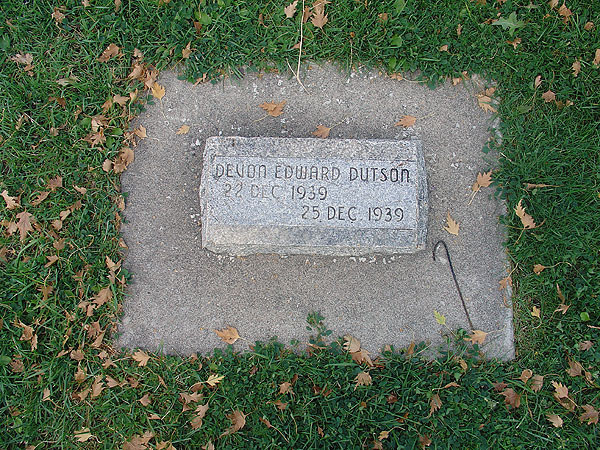 DEVON EDWARD DUTSON
22 DEC 1939
25 DEC 1939